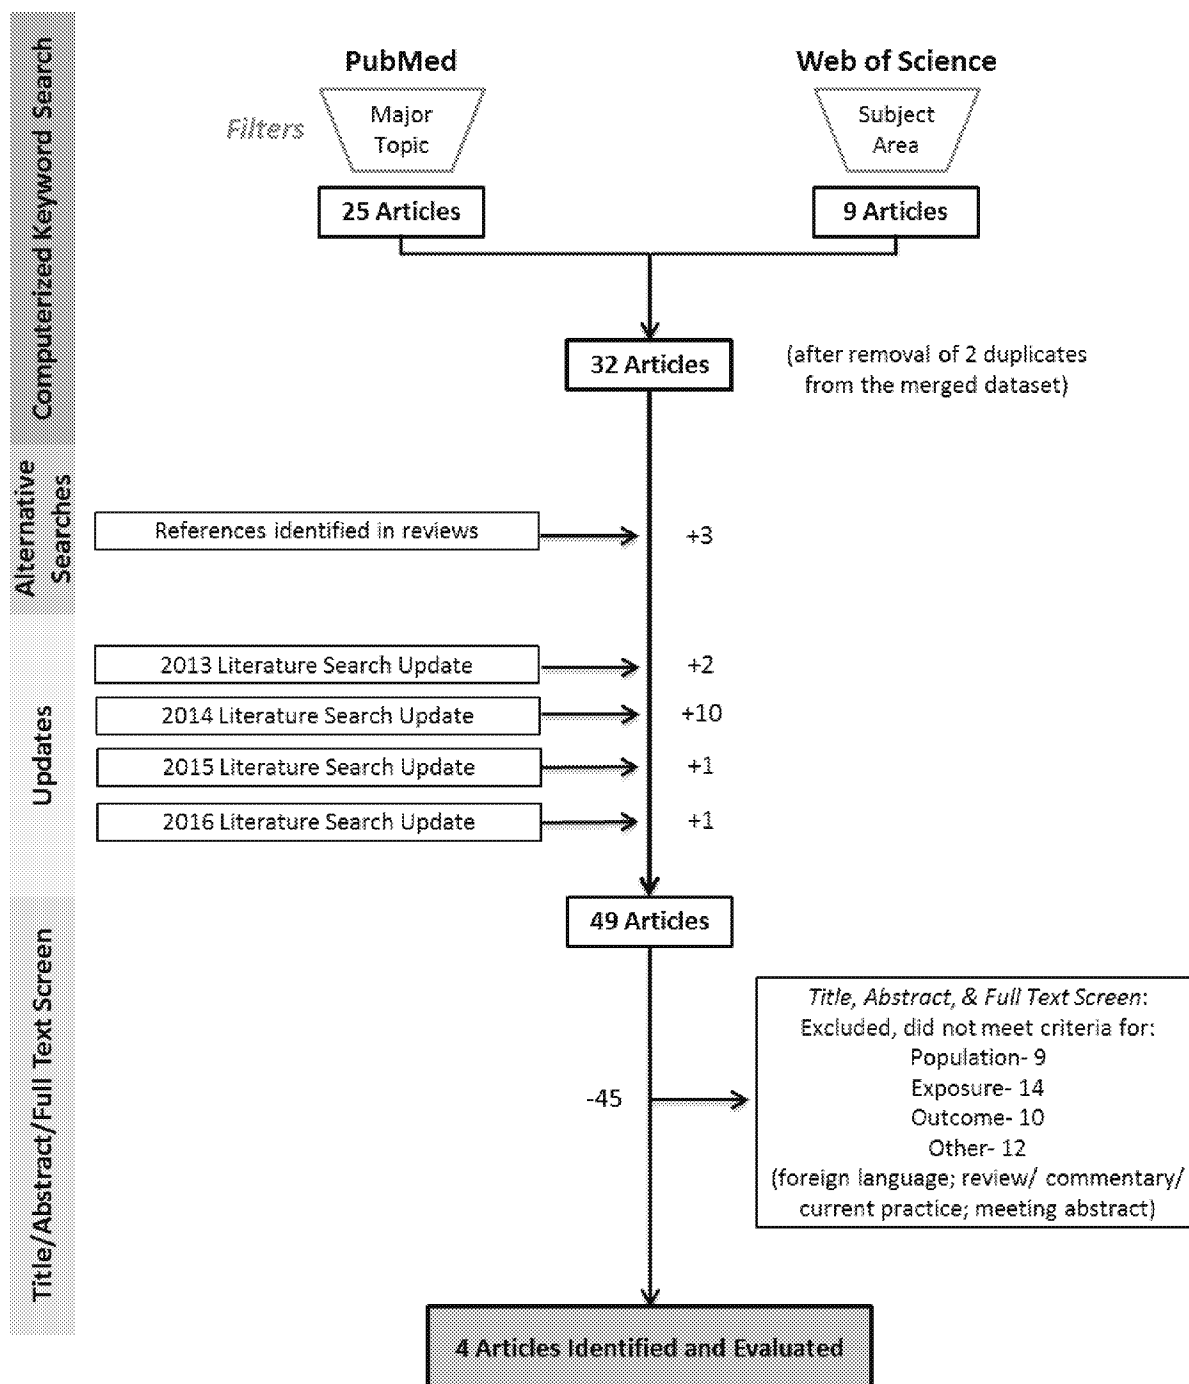 Computerized Keyword Search
PubMed
Web of Science
Filters
Major
Topic
Subject
Area
25 Articles
9 Articles
32 Articles
(after removal of 2 duplicates
from the merged dataset)
Alternative
Searches
References identified in reviews
+3
Updates
2013 Literature Search Update
+2
2014 Literature Search Update
+10
2015 Literature Search Update
+1
2016 Literature Search Update
+1
Title/Abstract/Full Text Screen
49 Articles
-45
Title, Abstract, & Full Text Screen:
Excluded, did not meet criteria for:
Population- 9
Exposure- 14
Outcome- 10
Other- 12
(foreign language; review/ commentary/
current practice; meeting abstract)
4 Articles Identified and Evaluated